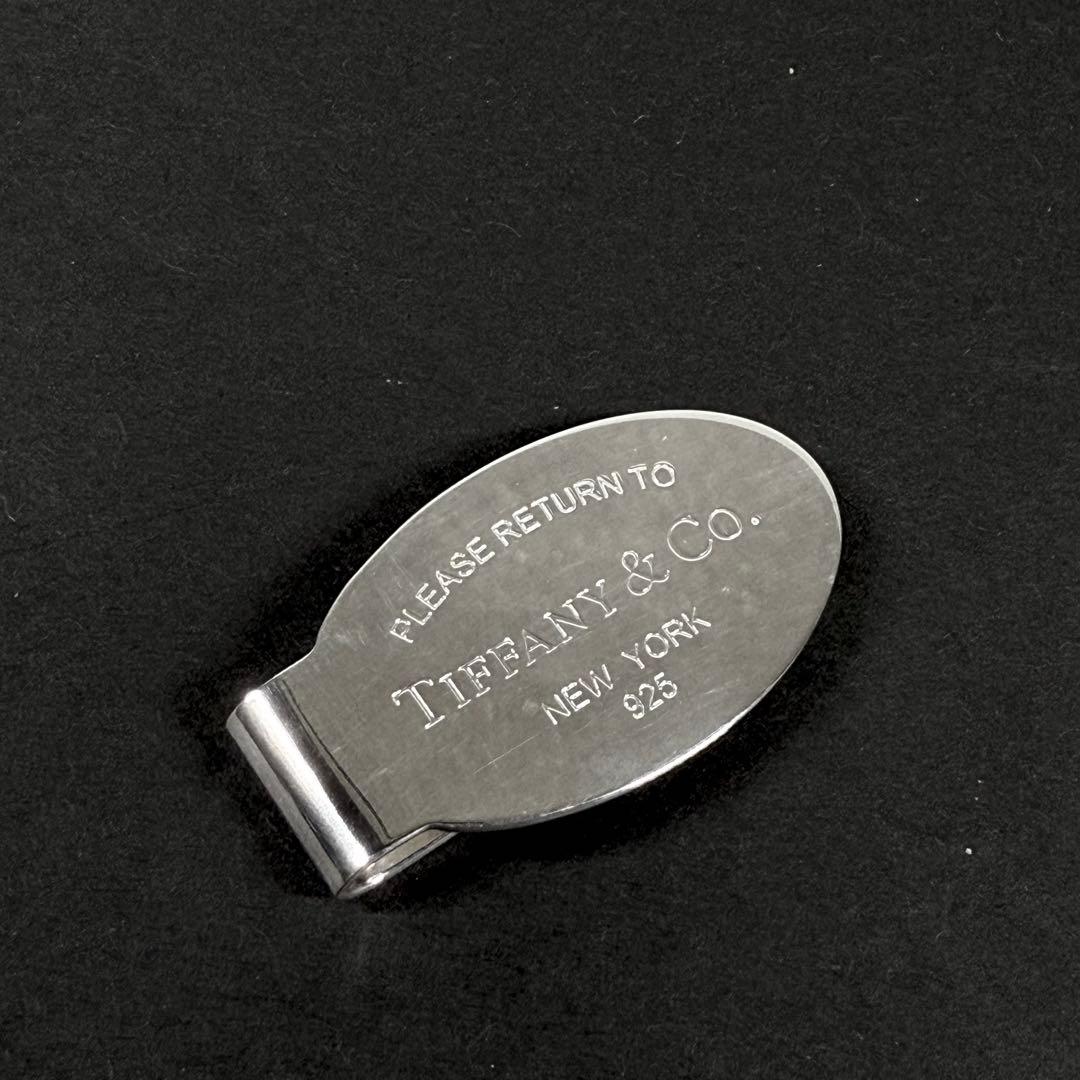 PLEASE RETURN TO
TIFFANY & CO.
NEW YORK
925